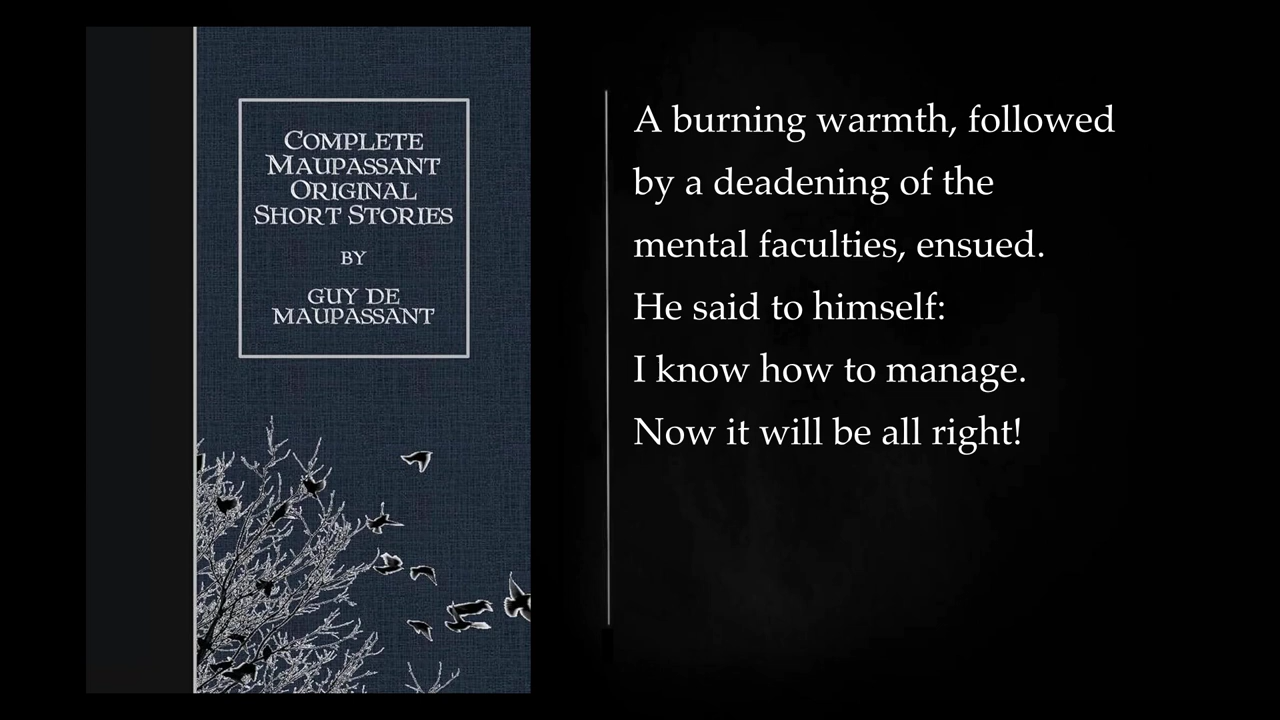 COMPLETE
MAUPASSANT
ORIGINAL
SHORT STORIES
BY
GUY DE
MAUPASSANT
A burning warmth, followed
by a deadening of the
mental faculties, ensued.
He said to himself:
I know how to manage.
Now it will be all right!